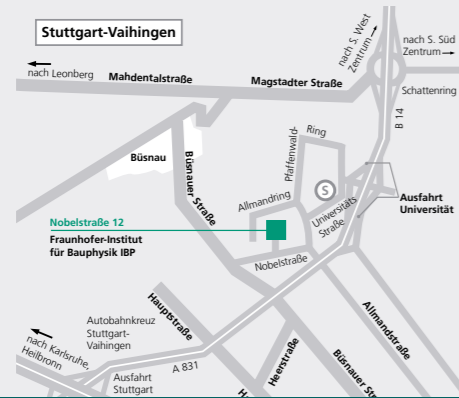 Stuttgart-Vaihingen
nach S. West
Zentrum
nach S. Süd
Zentrum
nach Leonberg
Mahdentalstraße
Magstadter Straße
Schattenring
B 14
Büsnau
Büsnauer Straße
Pfaffenwald-
Ring
S
Allmandring
Universitäts
Straße
Ausfahrt
Universität
Nobelstraße 12
Fraunhofer-Institut
für Bauphysik IBP
Nobelstraße
Hauptstraße
Allmandstraße
Autobahnkreuz
Stuttgart-
Vaihingen
nach Karlsruhe,
Heilbronn
A 831
Heerstraße
Büsnauer Str
Ausfahrt
Stuttgart